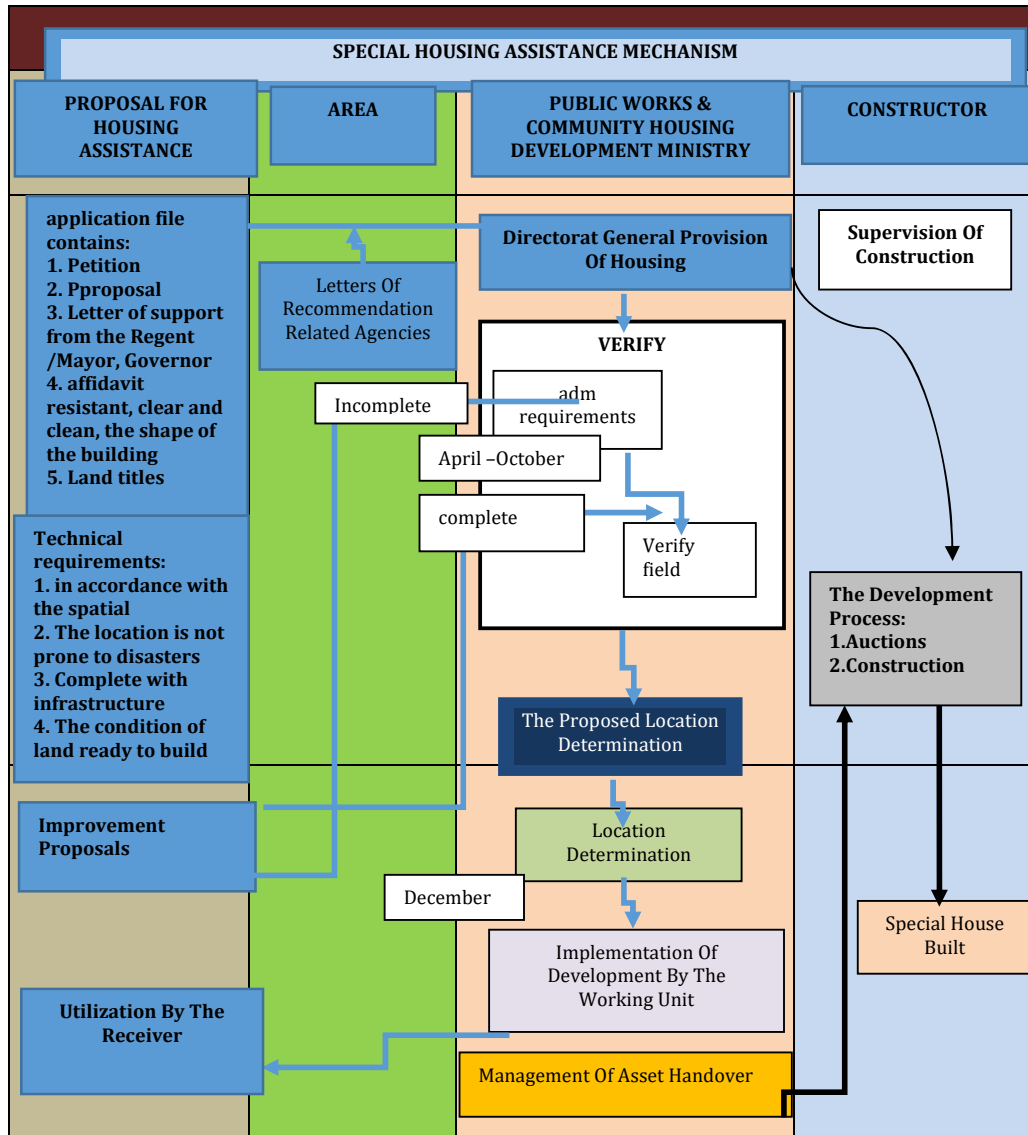 SPECIAL HOUSING ASSISTANCE MECHANISM
PROPOSAL FOR
HOUSING
ASSISTANCE
AREA
PUBLIC WORKS &
COMMUNITY HOUSING
DEVELOPMENT MINISTRY
CONSTRUCTOR
application file
contains:
1. Petition
2. Pproposal
3. Letter of support
from the Regent
/Mayor, Governor
4. affidavit
resistant, clear and
clean, the shape of
the building
5. Land titles
Letters Of
Recommendation
Related Agencies
Directorat General Provision
Of Housing
Supervision Of
Construction
VERIFY
adm
requirements
Incomplete
April –October
complete
Verify
field
Technical
requirements:
1. in accordance with
the spatial
2. The location is not
prone to disasters
3. Complete with
infrastructure
4. The condition of
land ready to build
The Development
Process:
1.Auctions
2.Construction
The Proposed Location
Determination
Improvement
Proposals
Location
Determination
December
Implementation Of
Development By The
Working Unit
Special House
Built
Utilization By The
Receiver
Management Of Asset Handover